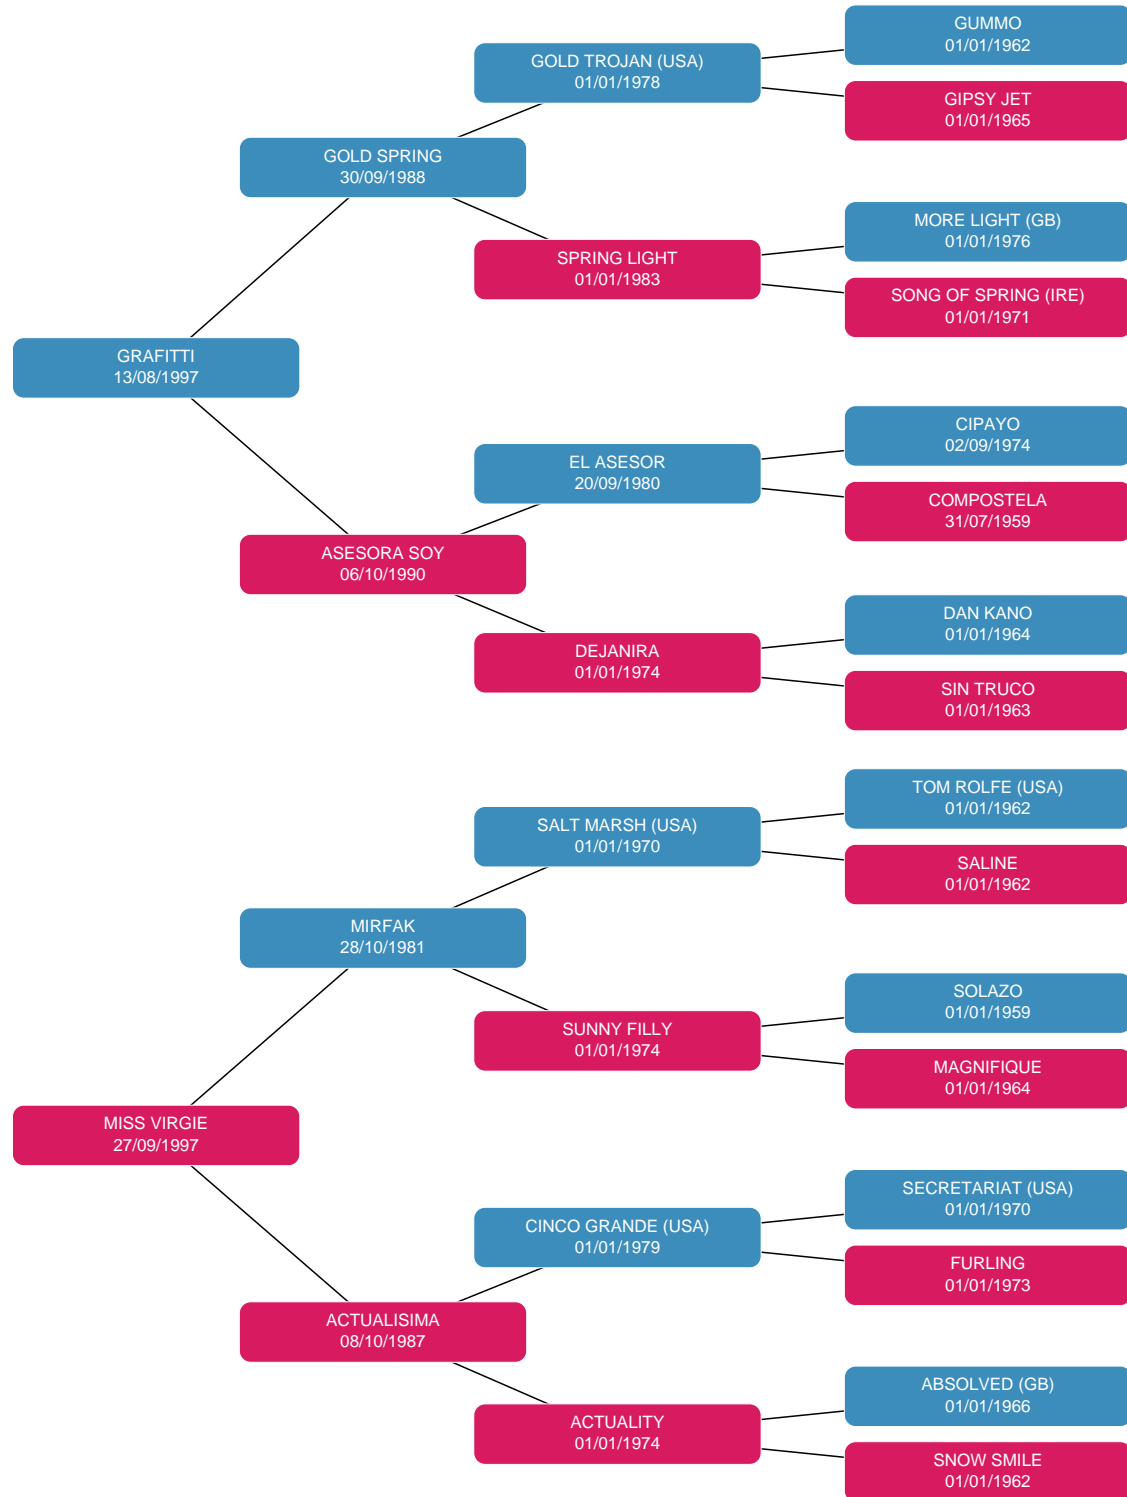 GUMMO
01/01/1962
GOLD TROJAN (USA)
01/01/1978
GIPSY JET
01/01/1965
GOLD SPRING
30/09/1988
MORE LIGHT (GB)
01/01/1976
SPRING LIGHT
01/01/1983
SONG OF SPRING (IRE)
01/01/1971
GRAFITTI
13/08/1997
CIPAYO
02/09/1974
EL ASESOR
20/09/1980
COMPOSTELA
31/07/1959
ASESORA SOY
06/10/1990
DAN KANO
01/01/1964
DEJANIRA
01/01/1974
SIN TRUCO
01/01/1963
TOM ROLFE (USA)
01/01/1962
SALT MARSH (USA)
01/01/1970
SALINE
01/01/1962
MIRFAK
28/10/1981
SOLAZO
01/01/1959
SUNNY FILLY
01/01/1974
MAGNIFIQUE
01/01/1964
MISS VIRGIE
27/09/1997
SECRETARIAT (USA)
01/01/1970
CINCO GRANDE (USA)
01/01/1979
FURLING
01/01/1973
ACTUALISIMA
08/10/1987
ABSOLVED (GB)
01/01/1966
ACTUALITY
01/01/1974
SNOW SMILE
01/01/1962